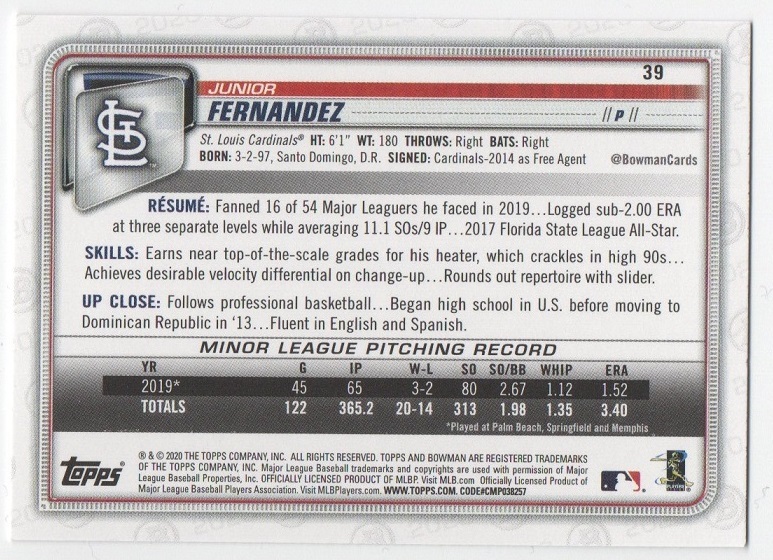 39
JUNIOR
FERNANDEZ // P //
STL ™
St. Louis Cardinals® HT: 6'1" WT: 180 THROWS: Right BATS: Right
BORN: 3-2-97, Santo Domingo, D.R. SIGNED: Cardinals-2014 as Free Agent @BowmanCards
RÉSUMÉ: Fanned 16 of 54 Major Leaguers he faced in 2019...Logged sub-2.00 ERA
at three separate levels while averaging 11.1 SOs/9 IP...2017 Florida State League All-Star.
SKILLS: Earns near top-of-the-scale grades for his heater, which crackles in high 90s...
Achieves desirable velocity differential on change-up...Rounds out repertoire with slider.
UP CLOSE: Follows professional basketball...Began high school in U.S. before moving to
Dominican Republic in '13...Fluent in English and Spanish.
MINOR LEAGUE PITCHING RECORD
YR G IP W-L SO SO/BB WHIP ERA
2019* 45 65 3-2 80 2.67 1.12 1.52
TOTALS 122 365.2 20-14 313 1.98 1.35 3.40
*Played at Palm Beach, Springfield and Memphis
Topps®
® & © 2020 THE TOPPS COMPANY, INC. ALL RIGHTS RESERVED. TOPPS AND BOWMAN ARE REGISTERED TRADEMARKS
OF THE TOPPS COMPANY, INC. Major League Baseball trademarks and copyrights are used with permission of Major
League Baseball Properties, Inc. OFFICIALLY LICENSED PRODUCT OF MLBP. Visit MLB.com Officially Licensed Product of
Major League Baseball Players Association. Visit MLBPlayers.com. WWW.TOPPS.COM. CODE#CMP038257